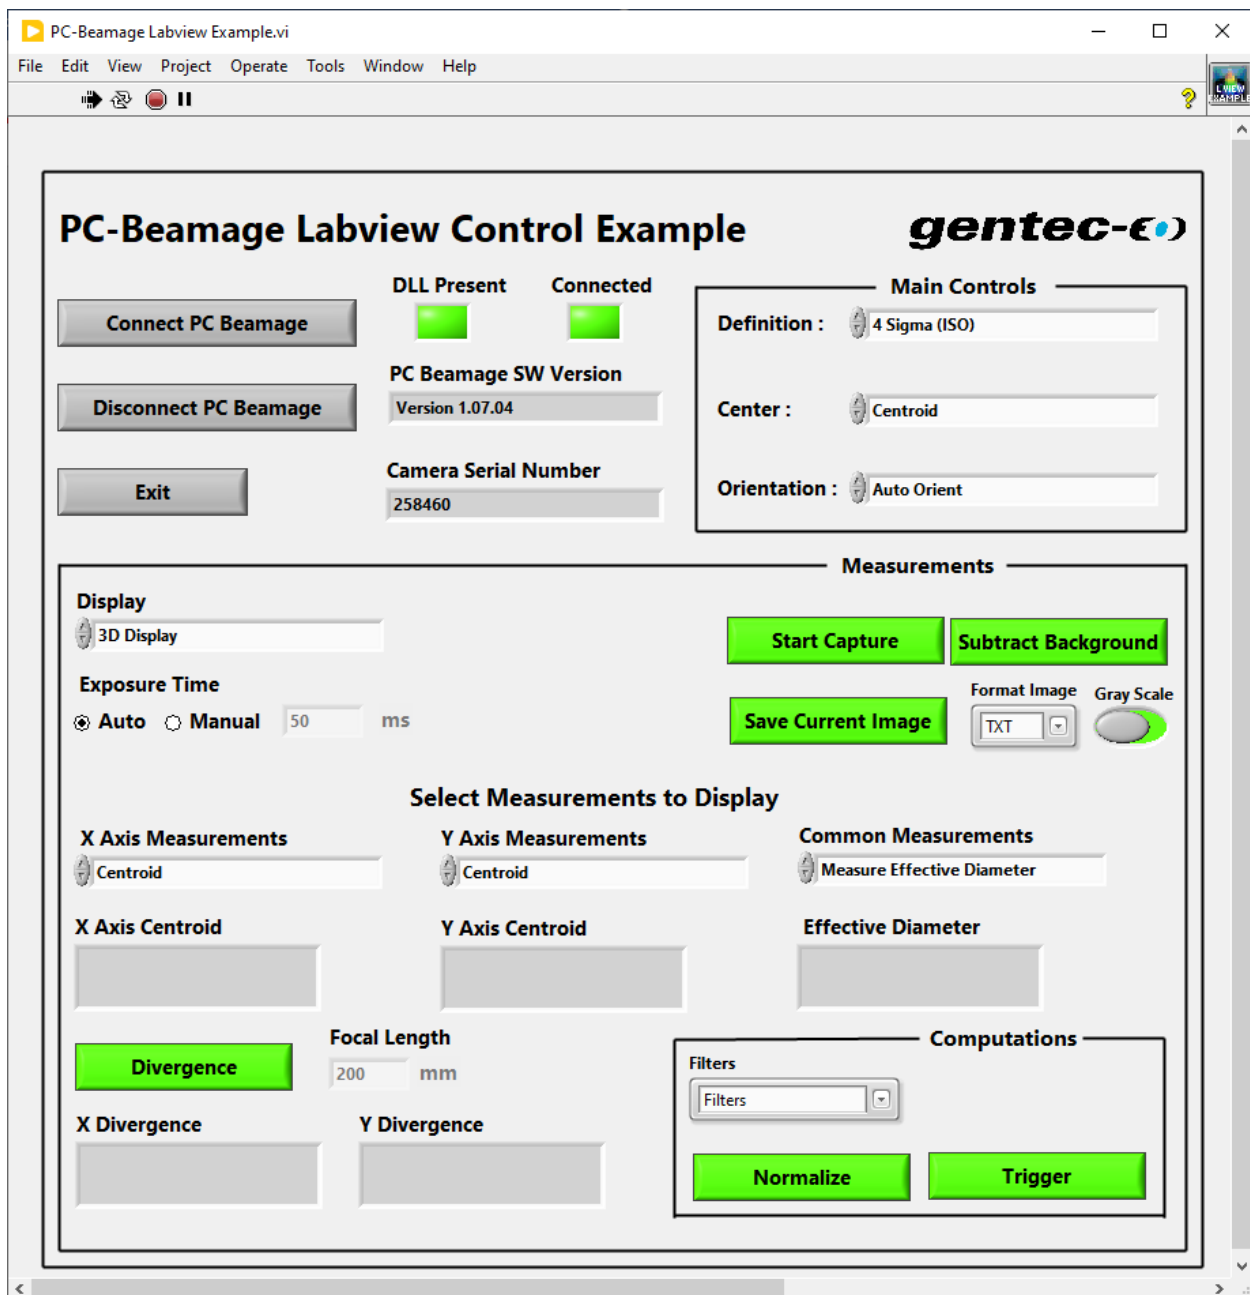 PC-Beamage Labview Example.vi
File Edit View Project Operate Tools Window Help
L VIEW
EXAMPLE
PC-Beamage Labview Control Example
gentec-eo
DLL Present Connected
Connect PC Beamage
PC Beamage SW Version
Disconnect PC Beamage
Version 1.07.04
Camera Serial Number
Exit
258460
Main Controls
Definition : 4 Sigma (ISO)
Center : Centroid
Orientation : Auto Orient
Measurements
Display
3D Display
Start Capture Subtract Background
Exposure Time
Auto Manual 50 ms
Save Current Image
Format Image Gray Scale
TXT
Select Measurements to Display
X Axis Measurements Y Axis Measurements Common Measurements
Centroid Centroid Measure Effective Diameter
X Axis Centroid Y Axis Centroid Effective Diameter
Divergence
Focal Length
200 mm
X Divergence Y Divergence
Computations
Filters
Filters
Normalize Trigger